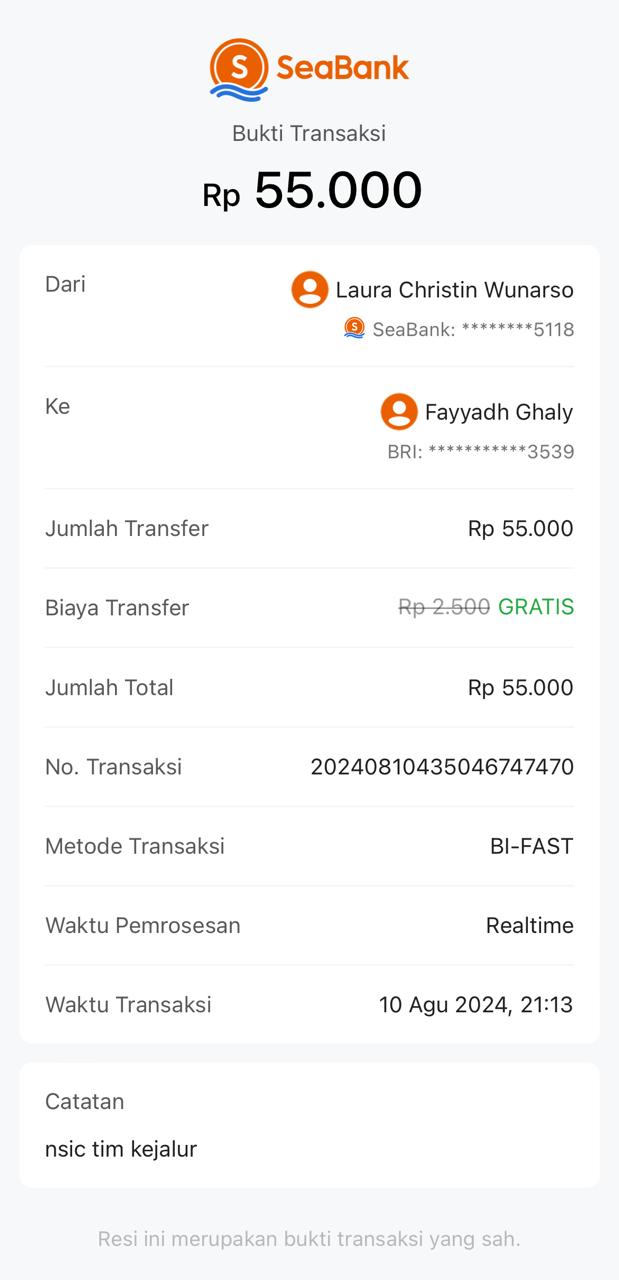 S SeaBank
Bukti Transaksi
Rp 55.000
Dari Laura Christin Wunarso
S SeaBank: ********5118
Ke Fayyadh Ghaly
BRI: ***********3539
Jumlah Transfer Rp 55.000
Biaya Transfer Rp 2.500 GRATIS
Jumlah Total Rp 55.000
No. Transaksi 20240810435046747470
Metode Transaksi BI-FAST
Waktu Pemrosesan Realtime
Waktu Transaksi 10 Agu 2024, 21:13
Catatan
nsic tim kejalur
Resi ini merupakan bukti transaksi yang sah.